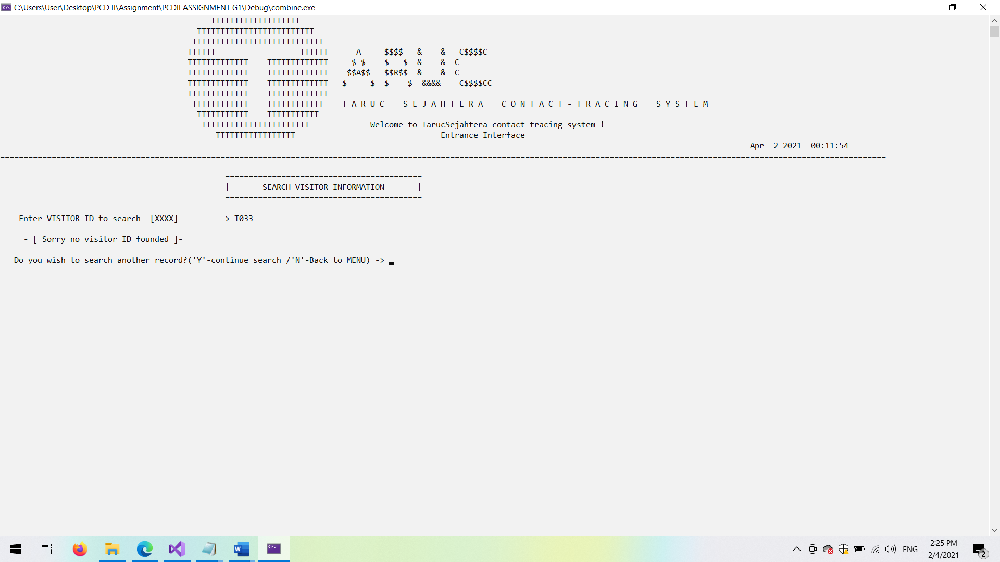 C:\Users\User\Desktop\PCD II\Assignment\PCDII ASSIGNMENT G1\Debug\combine.exe
TTTTTTTTTTTTTTTTTTT
TTTTTTTTTTTTTTTTTTTTTTTTT
TTTTTTTTTTTTTTTTTTTTTTTTTTTT
TTTTTT                  TTTTTT      A     $$$$   &    &   C$$$$C
TTTTTTTTTTTTT    TTTTTTTTTTTTT     $ $    $   $  &    &  C
TTTTTTTTTTTTT    TTTTTTTTTTTTT    $$A$$   $$R$$  &    &  C
TTTTTTTTTTTTT    TTTTTTTTTTTTT   $     $  $    $  &&&&    C$$$$CC
TTTTTTTTTTTTT    TTTTTTTTTTTTT
TTTTTTTTTTTT    TTTTTTTTTTTT    T A R U C    S E J A H T E R A    C O N T A C T - T R A C I N G    S Y S T E M
TTTTTTTTTTT    TTTTTTTTTTT
TTTTTTTTTTTTTTTTTTTTTTT             Welcome to TarucSejahtera contact-tracing system !
TTTTTTTTTTTTTTTTT                               Entrance Interface
Apr  2 2021  00:11:54
=============================================================================================================================================================================================
==========================================
|       SEARCH VISITOR INFORMATION       |
==========================================
Enter VISITOR ID to search  [XXXX]         -> T033
- [ Sorry no visitor ID founded ]-
Do you wish to search another record?('Y'-continue search /'N'-Back to MENU) ->
ENG
2:25 PM
2/4/2021
2